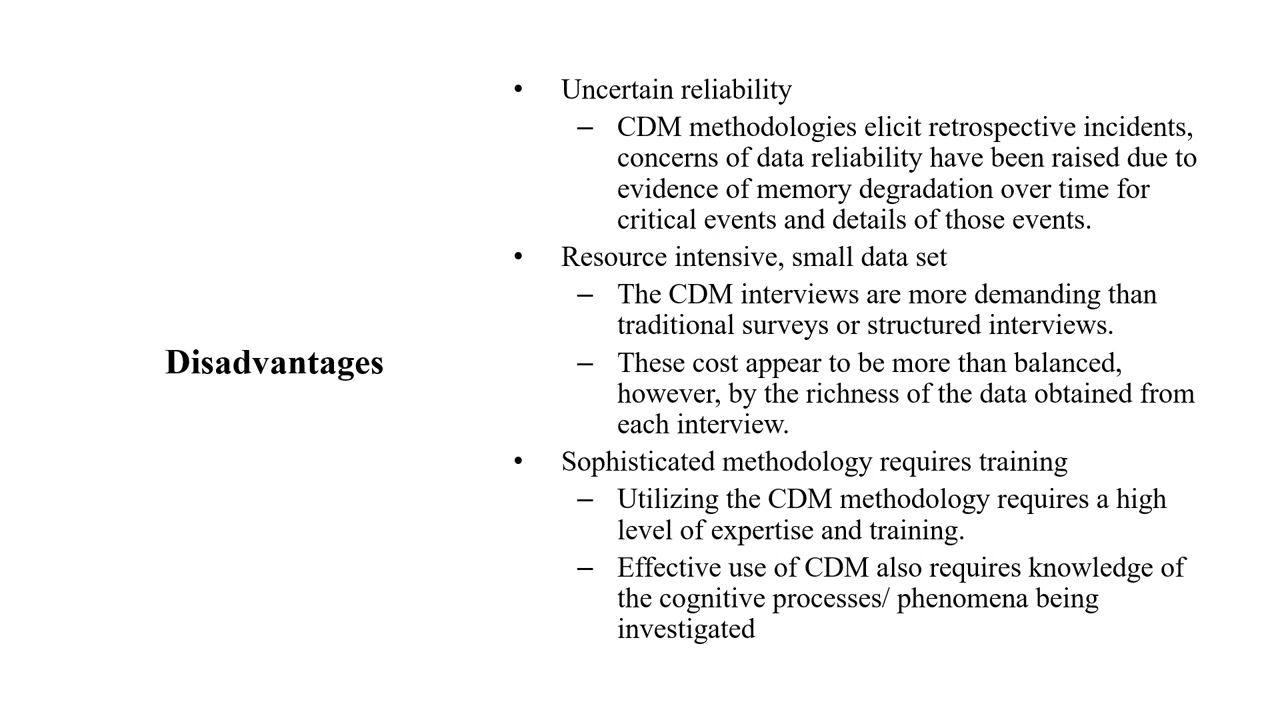 Disadvantages
• Uncertain reliability
– CDM methodologies elicit retrospective incidents,
concerns of data reliability have been raised due to
evidence of memory degradation over time for
critical events and details of those events.
• Resource intensive, small data set
– The CDM interviews are more demanding than
traditional surveys or structured interviews.
– These cost appear to be more than balanced,
however, by the richness of the data obtained from
each interview.
• Sophisticated methodology requires training
– Utilizing the CDM methodology requires a high
level of expertise and training.
– Effective use of CDM also requires knowledge of
the cognitive processes/ phenomena being
investigated